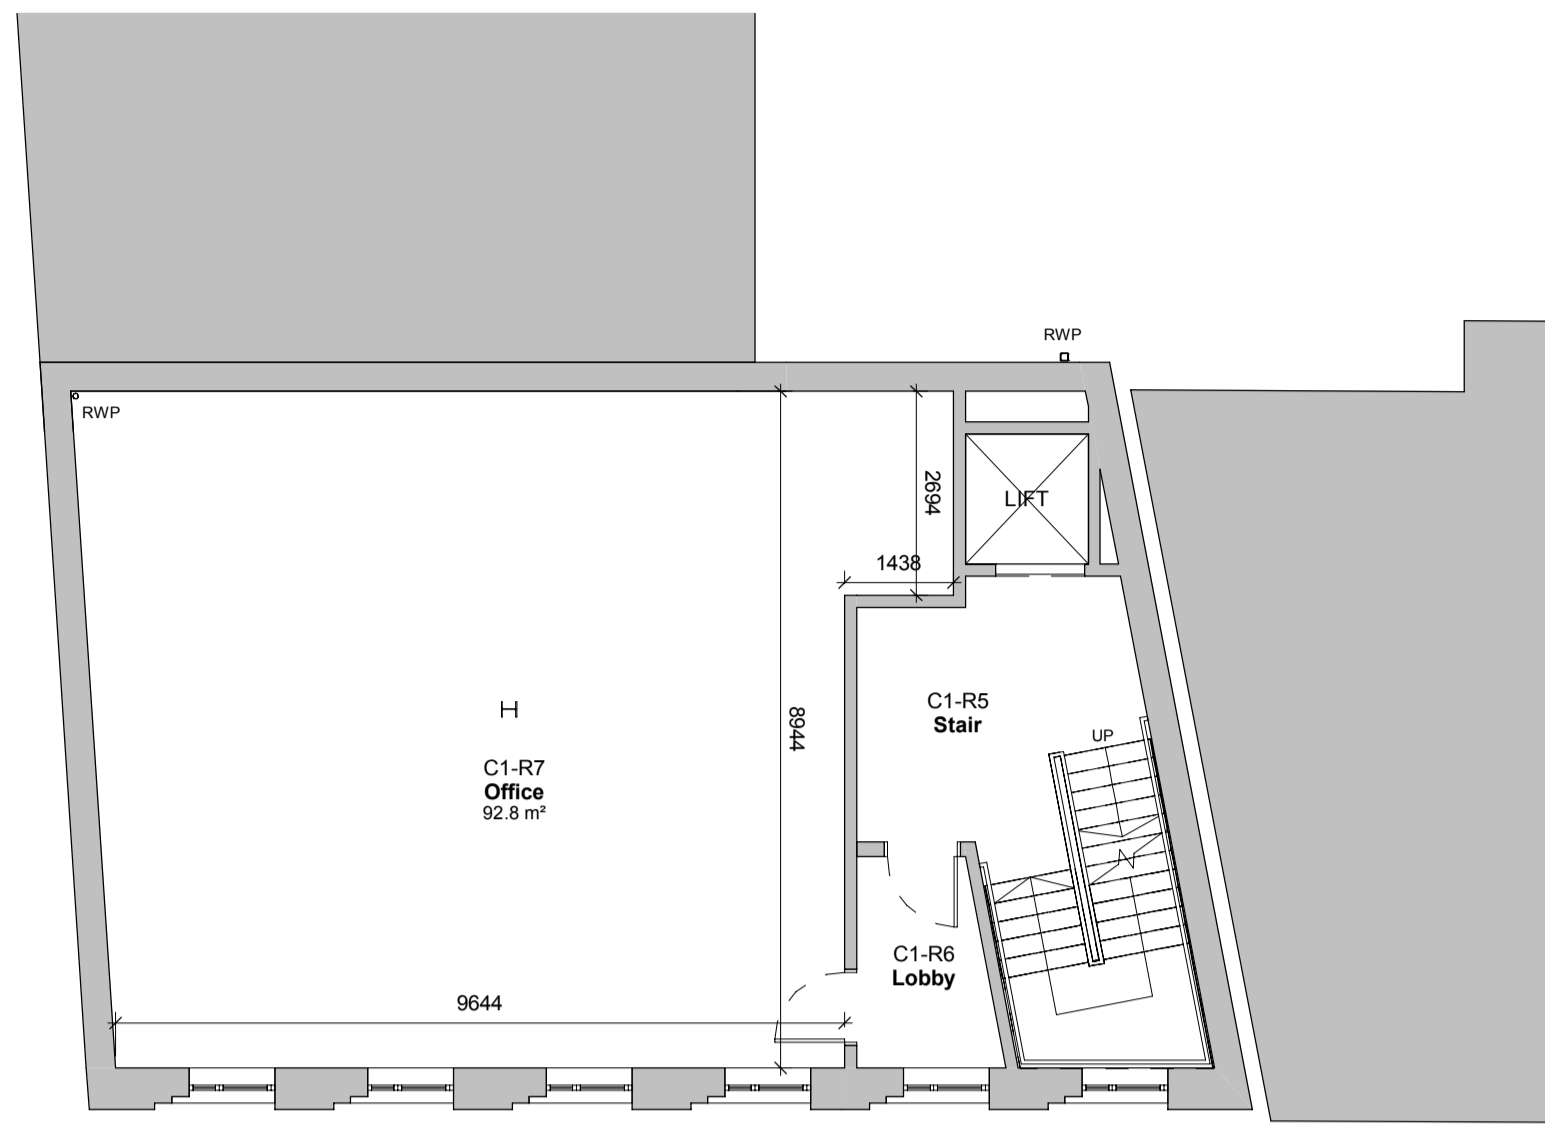 RWP
RWP
2694
LIFT
1438
C1-R5
Stair
8944
UP
C1-R7
Office
92.8 m²
C1-R6
Lobby
9644